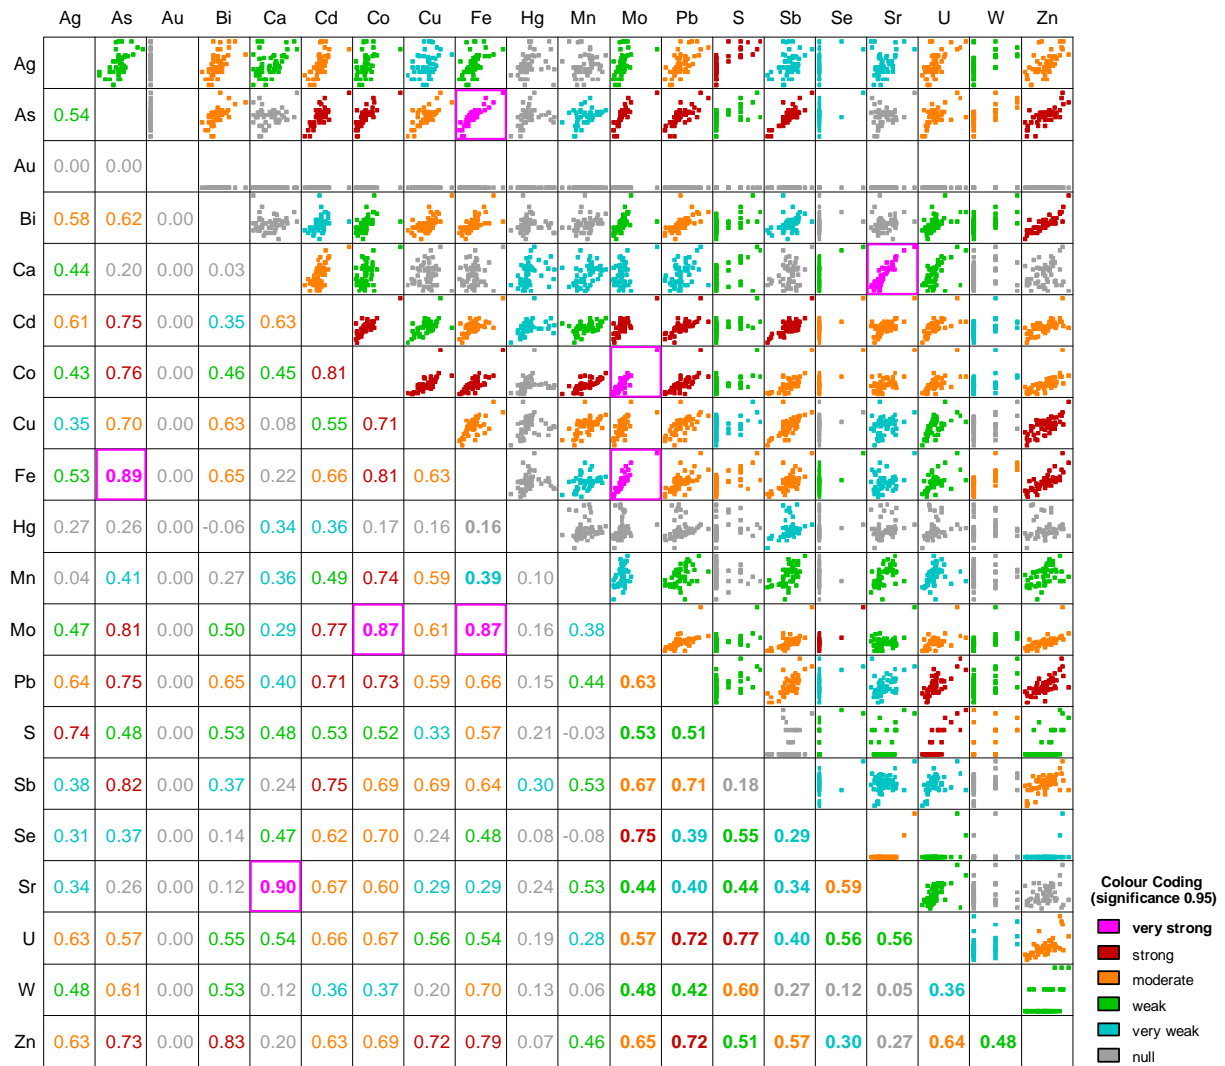 Ag As Au Bi Ca Cd Co Cu Fe Hg Mn Mo Pb S Sb Se Sr U W Zn
Ag
As 0.54
Au 0.00 0.00
Bi 0.58 0.62 0.00
Ca 0.44 0.20 0.00 0.03
Cd 0.61 0.75 0.00 0.35 0.63
Co 0.43 0.76 0.00 0.46 0.45 0.81
Cu 0.35 0.70 0.00 0.63 0.08 0.55 0.71
Fe 0.53 0.89 0.00 0.65 0.22 0.66 0.81 0.63
Hg 0.27 0.26 0.00 -0.06 0.34 0.36 0.17 0.16 0.16
Mn 0.04 0.41 0.00 0.27 0.36 0.49 0.74 0.59 0.39 0.10
Mo 0.47 0.81 0.00 0.50 0.29 0.77 0.87 0.61 0.87 0.16 0.38
Pb 0.64 0.75 0.00 0.65 0.40 0.71 0.73 0.59 0.66 0.15 0.44 0.63
S 0.74 0.48 0.00 0.53 0.48 0.53 0.52 0.33 0.57 0.21 -0.03 0.53 0.51
Sb 0.38 0.82 0.00 0.37 0.24 0.75 0.69 0.69 0.64 0.30 0.53 0.67 0.71 0.18
Se 0.31 0.37 0.00 0.14 0.47 0.62 0.70 0.24 0.48 0.08 -0.08 0.75 0.39 0.55 0.29
Sr 0.34 0.26 0.00 0.12 0.90 0.67 0.60 0.29 0.29 0.24 0.53 0.44 0.40 0.44 0.34 0.59
U 0.63 0.57 0.00 0.55 0.54 0.66 0.67 0.56 0.54 0.19 0.28 0.57 0.72 0.77 0.40 0.56 0.56
W 0.48 0.61 0.00 0.53 0.12 0.36 0.37 0.20 0.70 0.13 0.06 0.48 0.42 0.60 0.27 0.12 0.05 0.36
Zn 0.63 0.73 0.00 0.83 0.20 0.63 0.69 0.72 0.79 0.07 0.46 0.65 0.72 0.51 0.57 0.30 0.27 0.64 0.48
Colour Coding
(significance 0.95)
very strong
strong
moderate
weak
very weak
null